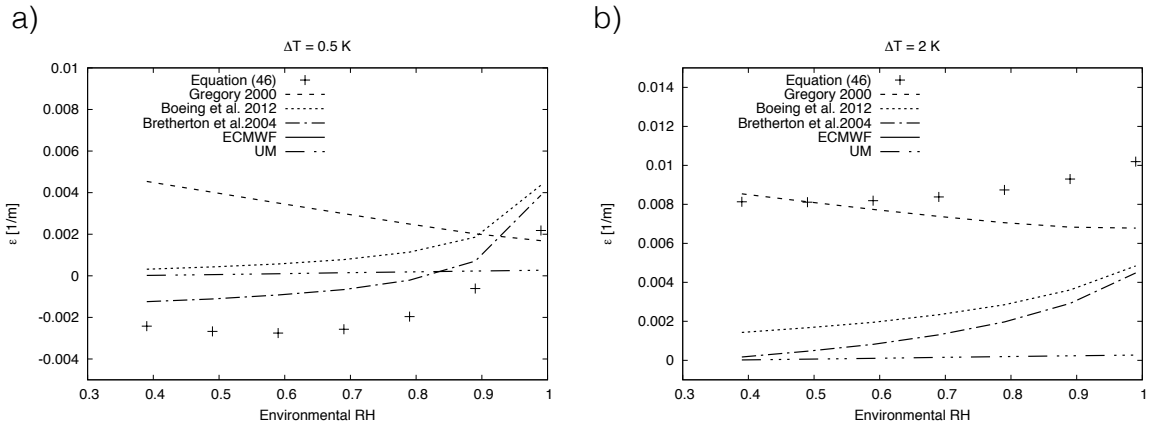 a)
ΔT = 0.5 K
0.01
0.008
0.006
0.004
0.002
0
-0.002
-0.004
ε [1/m]
Equation (46)
Gregory 2000
Boeing et al. 2012
Bretherton et al.2004
ECMWF
UM
0.3 0.4 0.5 0.6 0.7 0.8 0.9 1
Environmental RH
b)
ΔT = 2 K
0.014
0.012
0.01
0.008
0.006
0.004
0.002
0
ε [1/m]
Equation (46)
Gregory 2000
Boeing et al. 2012
Bretherton et al.2004
ECMWF
UM
0.3 0.4 0.5 0.6 0.7 0.8 0.9 1
Environmental RH